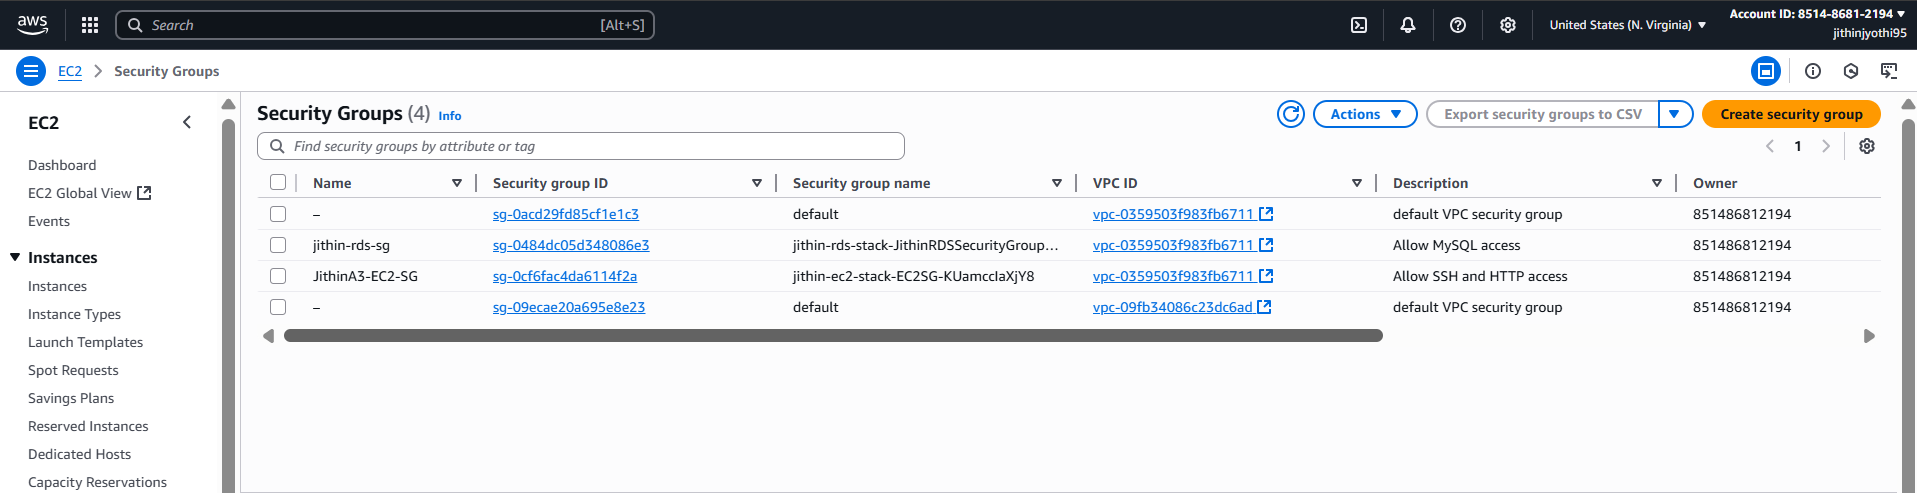 aws
Search [Alt+S]
United States (N. Virginia)
Account ID: 8514-8681-2194
jithinjyothi95
EC2 Security Groups
EC2
Dashboard
EC2 Global View
Events
Instances
Instances
Instance Types
Launch Templates
Spot Requests
Savings Plans
Reserved Instances
Dedicated Hosts
Capacity Reservations
Security Groups (4) Info
Actions
Export security groups to CSV
Create security group
Find security groups by attribute or tag
1
Name Security group ID Security group name VPC ID Description Owner
– sg-0acd29fd85cf1e1c3 default vpc-0359503f983fb6711 default VPC security group 851486812194
jithin-rds-sg sg-0484dc05d348086e3 jithin-rds-stack-JithinRDSSecurityGroup... vpc-0359503f983fb6711 Allow MySQL access 851486812194
JithinA3-EC2-SG sg-0cf6fac4da6114f2a jithin-ec2-stack-EC2SG-KUamccIaXjY8 vpc-0359503f983fb6711 Allow SSH and HTTP access 851486812194
– sg-09ecae20a695e8e23 default vpc-09fb34086c23dc6ad default VPC security group 851486812194